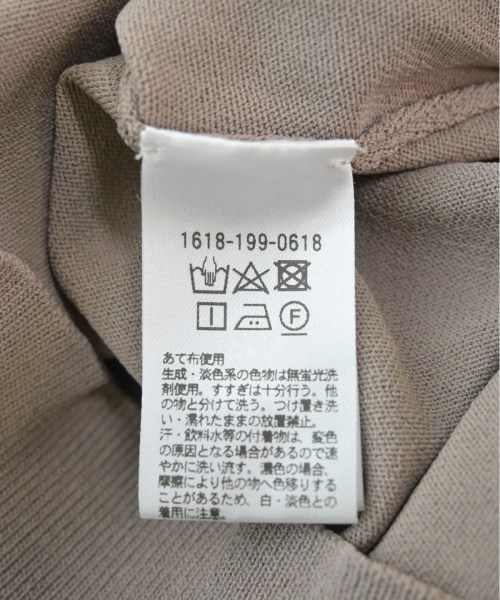 1618-199-0618
F
あて布使用
生成・淡色系の色物は無蛍光洗
剤使用。すすぎは十分行う。他
の物と分けて洗う。つけ置き洗
い・濡れたままの放置禁止。
汗・飲料水等の付着物は、変色
の原因となる場合があるので速
やかに洗い流す。濃色の場合、
摩擦により他の物へ色移りする
ことがあるため、白・淡色との
着用に注意。